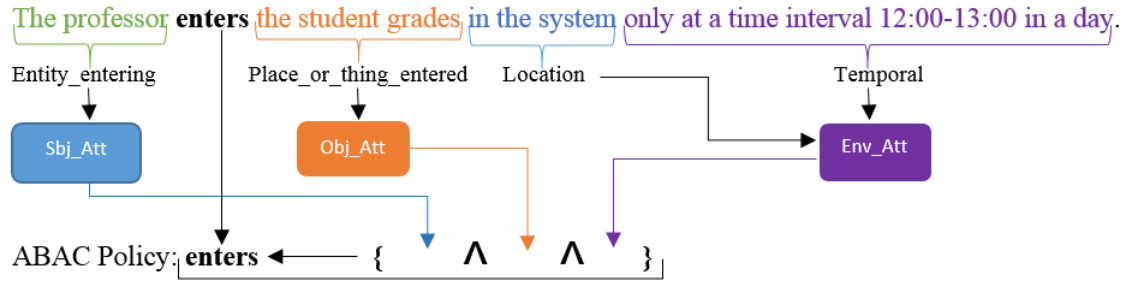 The professor enters the student grades in the system only at a time interval 12:00-13:00 in a day.
Entity_entering Place_or_thing_entered Location Temporal
Sbj_Att Obj_Att Env_Att
ABAC Policy: enters { ∧ ∧ }